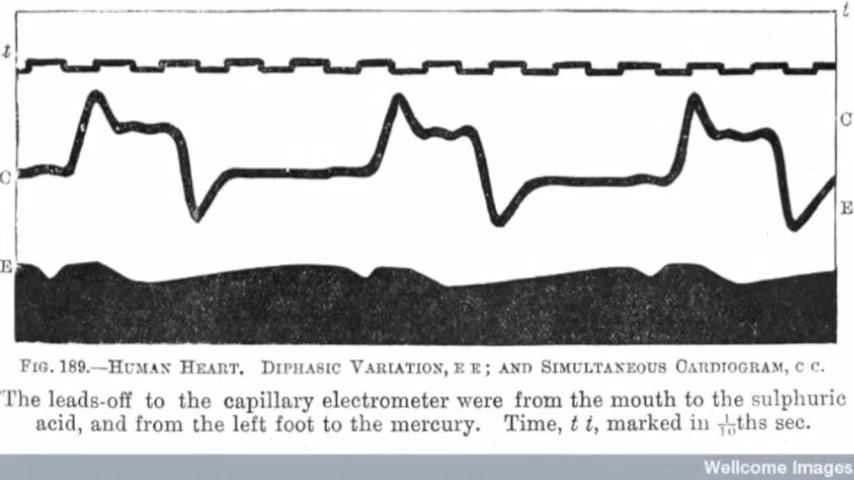 t t
C
C
E
E
FIG. 189.—HUMAN HEART. DIPHASIC VARIATION, E E; AND SIMULTANEOUS CARDIOGRAM, C C.
The leads-off to the capillary electrometer were from the mouth to the sulphuric
acid, and from the left foot to the mercury. Time, t t, marked in 1/10ths sec.
Wellcome Images